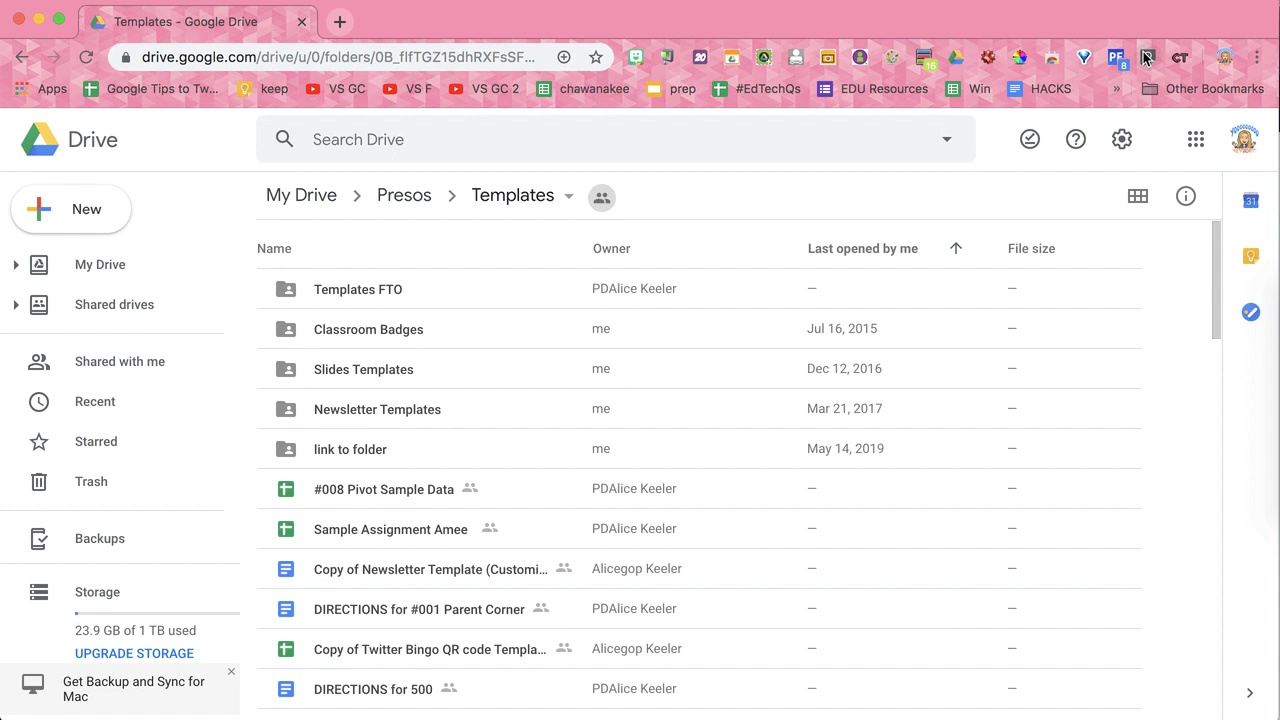 Templates - Google Drive
drive.google.com/drive/u/0/folders/0B_flfTGZ15dhRXFsSF...
20
16
PF
8
CT
Apps
Google Tips to Tw...
keep
VS GC
VS F
VS GC 2
chawanakee
prep
#EdTechQs
EDU Resources
Win
HACKS
»
Other Bookmarks
Drive
Search Drive
New
My Drive
Shared drives
Shared with me
Recent
Starred
Trash
Backups
Storage
23.9 GB of 1 TB used
UPGRADE STORAGE
Get Backup and Sync for
Mac
My Drive > Presos > Templates
Name Owner Last opened by me File size
Templates FTO PDAlice Keeler — —
Classroom Badges me Jul 16, 2015 —
Slides Templates me Dec 12, 2016 —
Newsletter Templates me Mar 21, 2017 —
link to folder me May 14, 2019 —
#008 Pivot Sample Data PDAlice Keeler — —
Sample Assignment Amee PDAlice Keeler — —
Copy of Newsletter Template (Customi... Alicegop Keeler — —
DIRECTIONS for #001 Parent Corner PDAlice Keeler — —
Copy of Twitter Bingo QR code Templa... Alicegop Keeler — —
DIRECTIONS for 500 PDAlice Keeler — —
31